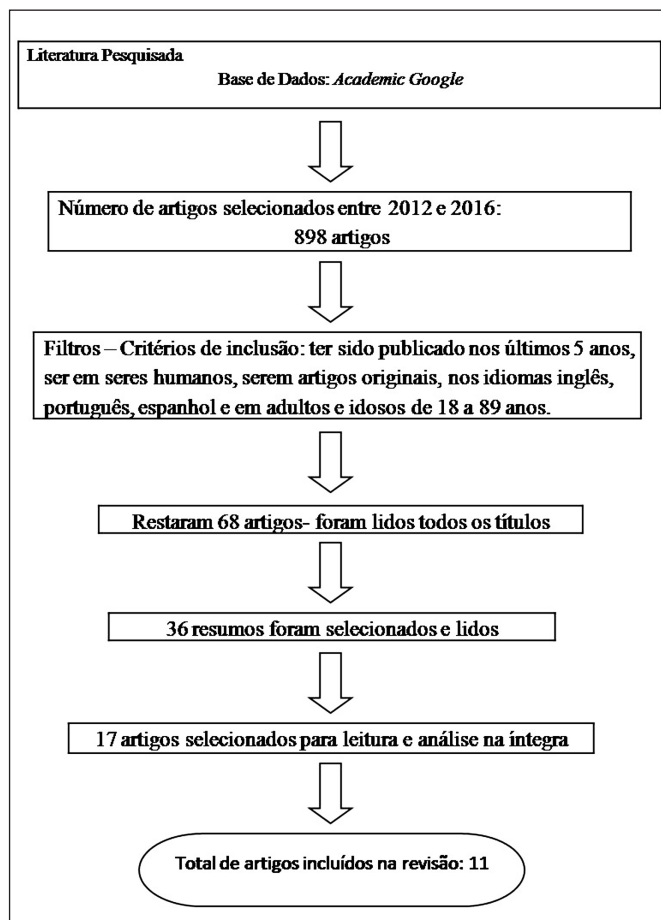 Literatura Pesquisada
Base de Dados: Academic Google
Número de artigos selecionados entre 2012 e 2016:
898 artigos
Filtros – Critérios de inclusão: ter sido publicado nos últimos 5 anos,
ser em seres humanos, serem artigos originais, nos idiomas inglês,
português, espanhol e em adultos e idosos de 18 a 89 anos.
Restaram 68 artigos- foram lidos todos os títulos
36 resumos foram selecionados e lidos
17 artigos selecionados para leitura e análise na íntegra
Total de artigos incluídos na revisão: 11